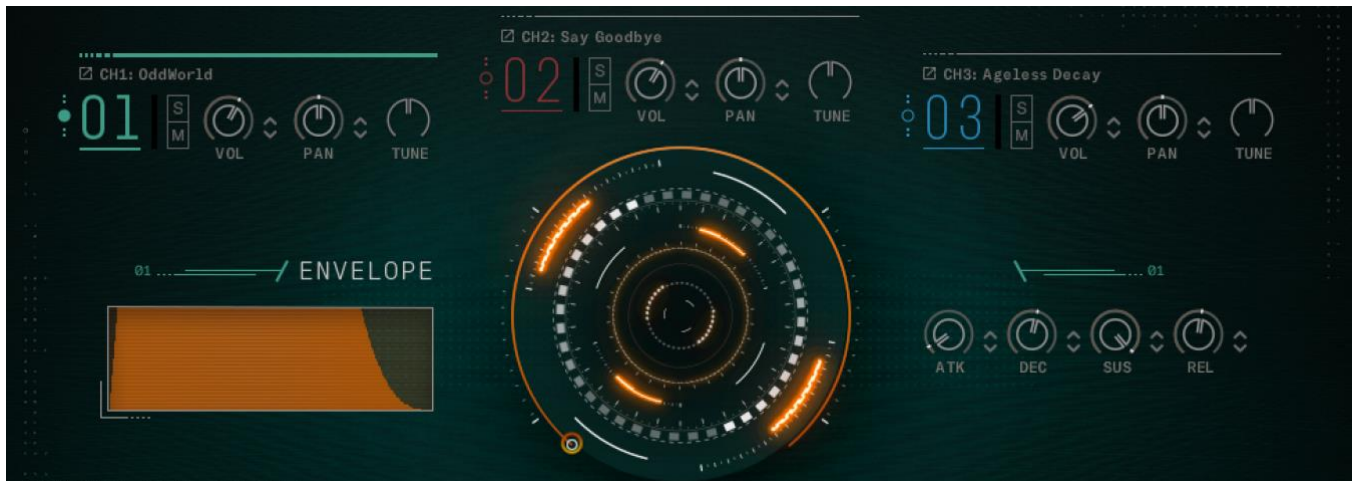 CH1: OddWorld
01
S
M
VOL
PAN
TUNE
CH2: Say Goodbye
02
S
M
VOL
PAN
TUNE
CH3: Ageless Decay
03
S
M
VOL
PAN
TUNE
01
ENVELOPE
01
ATK
DEC
SUS
REL